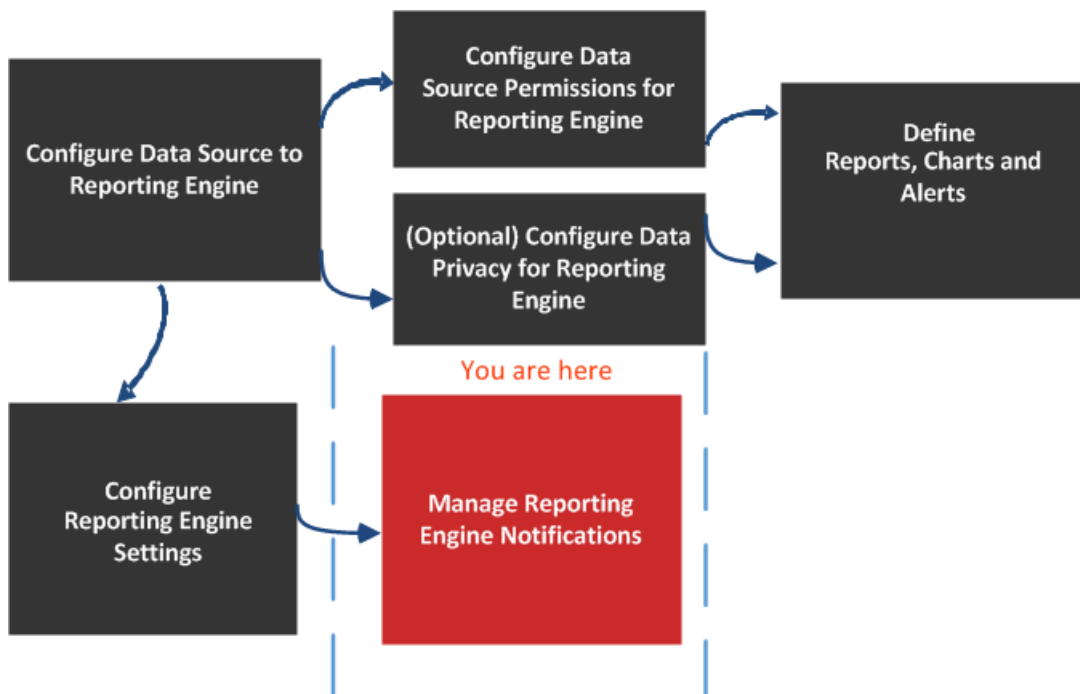 Configure Data Source to
Reporting Engine
Configure Data
Source Permissions for
Reporting Engine
(Optional) Configure Data
Privacy for Reporting
Engine
Define
Reports, Charts and
Alerts
You are here
Configure
Reporting Engine
Settings
Manage Reporting
Engine Notifications